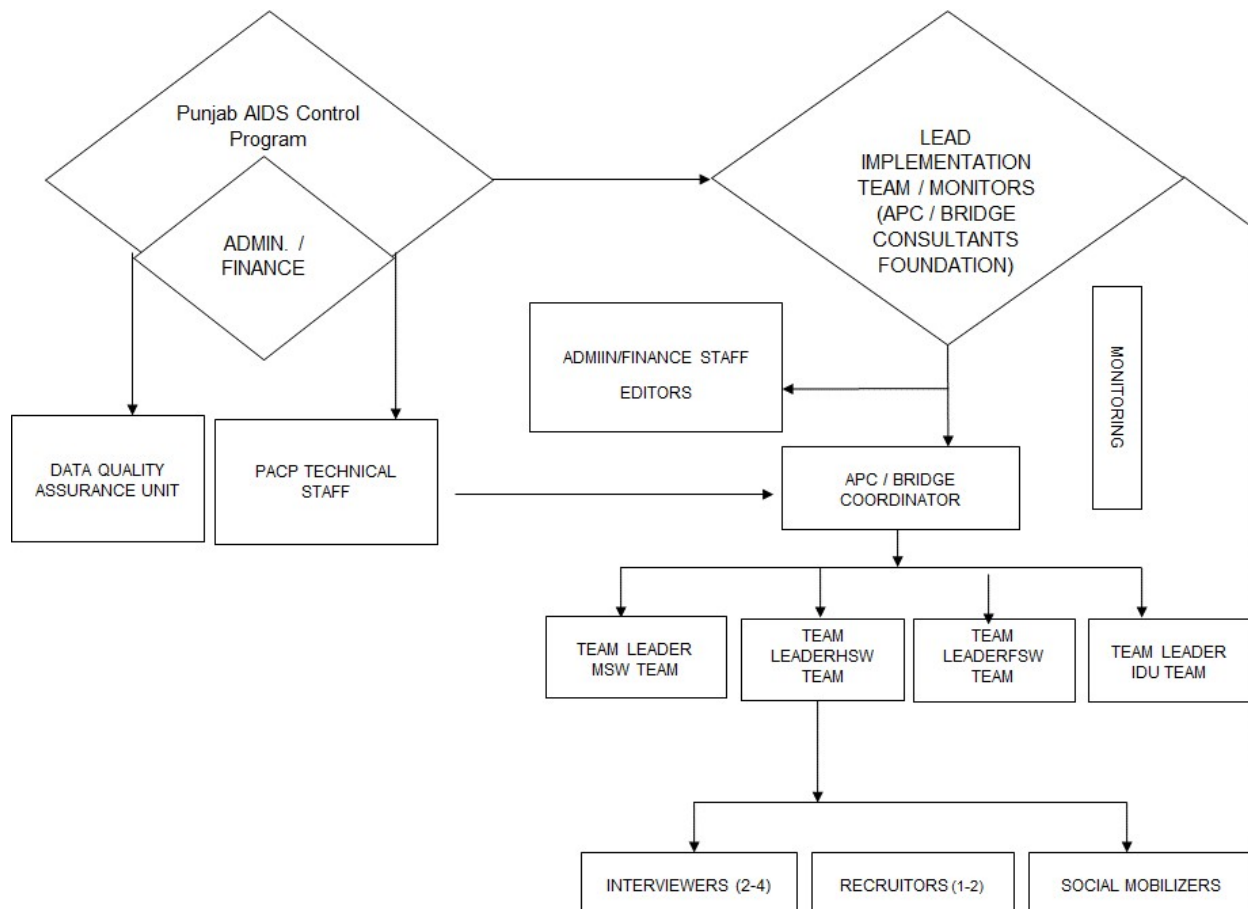 Punjab AIDS Control
Program
ADMIN. /
FINANCE
LEAD
IMPLEMENTATION
TEAM / MONITORS
(APC / BRIDGE
CONSULTANTS
FOUNDATION)
ADMIIN/FINANCE STAFF
EDITORS
MONITORING
DATA QUALITY
ASSURANCE UNIT
PACP TECHNICAL
STAFF
APC / BRIDGE
COORDINATOR
TEAM LEADER
MSW TEAM
TEAM
LEADERHSW
TEAM
TEAM
LEADERFSW
TEAM
TEAM LEADER
IDU TEAM
INTERVIEWERS (2-4)
RECRUITORS (1-2)
SOCIAL MOBILIZERS